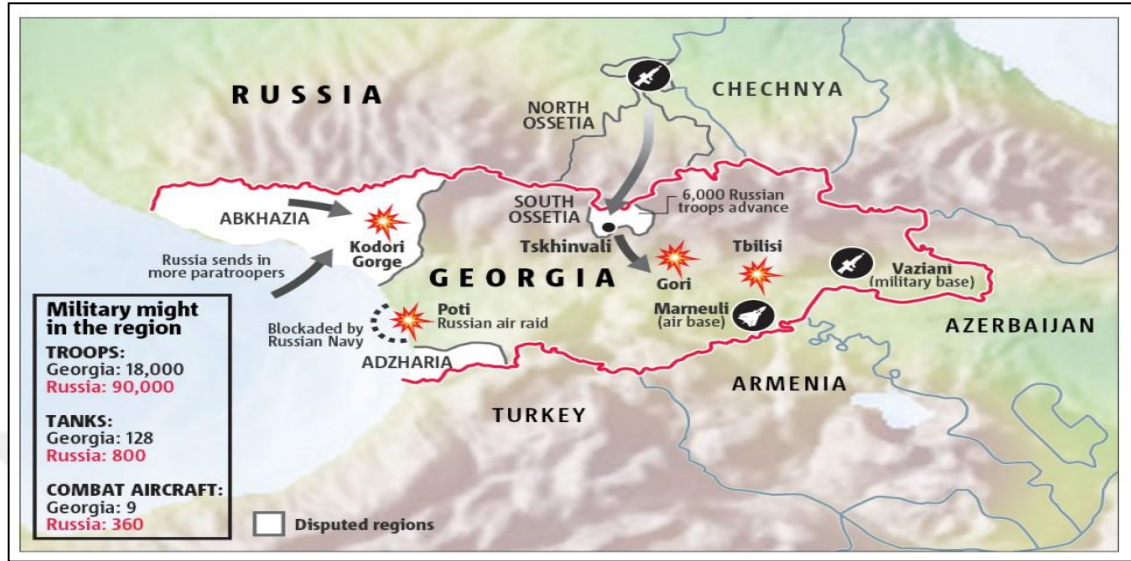 RUSSIA
CHECHNYA
NORTH
OSSETIA
SOUTH
OSSETIA
6,000 Russian
troops advance
ABKHAZIA
Kodori
Gorge
Tskhinvali
Tbilisi
Russia sends in
more paratroopers
GEORGIA
Gori
Vaziani
(military base)
Poti
Russian air raid
Marneuli
(air base)
Blockaded by
Russian Navy
ADZHARIA
AZERBAIJAN
ARMENIA
TURKEY
Military might
in the region
TROOPS:
Georgia: 18,000
Russia: 90,000
TANKS:
Georgia: 128
Russia: 800
COMBAT AIRCRAFT:
Georgia: 9
Russia: 360
Disputed regions